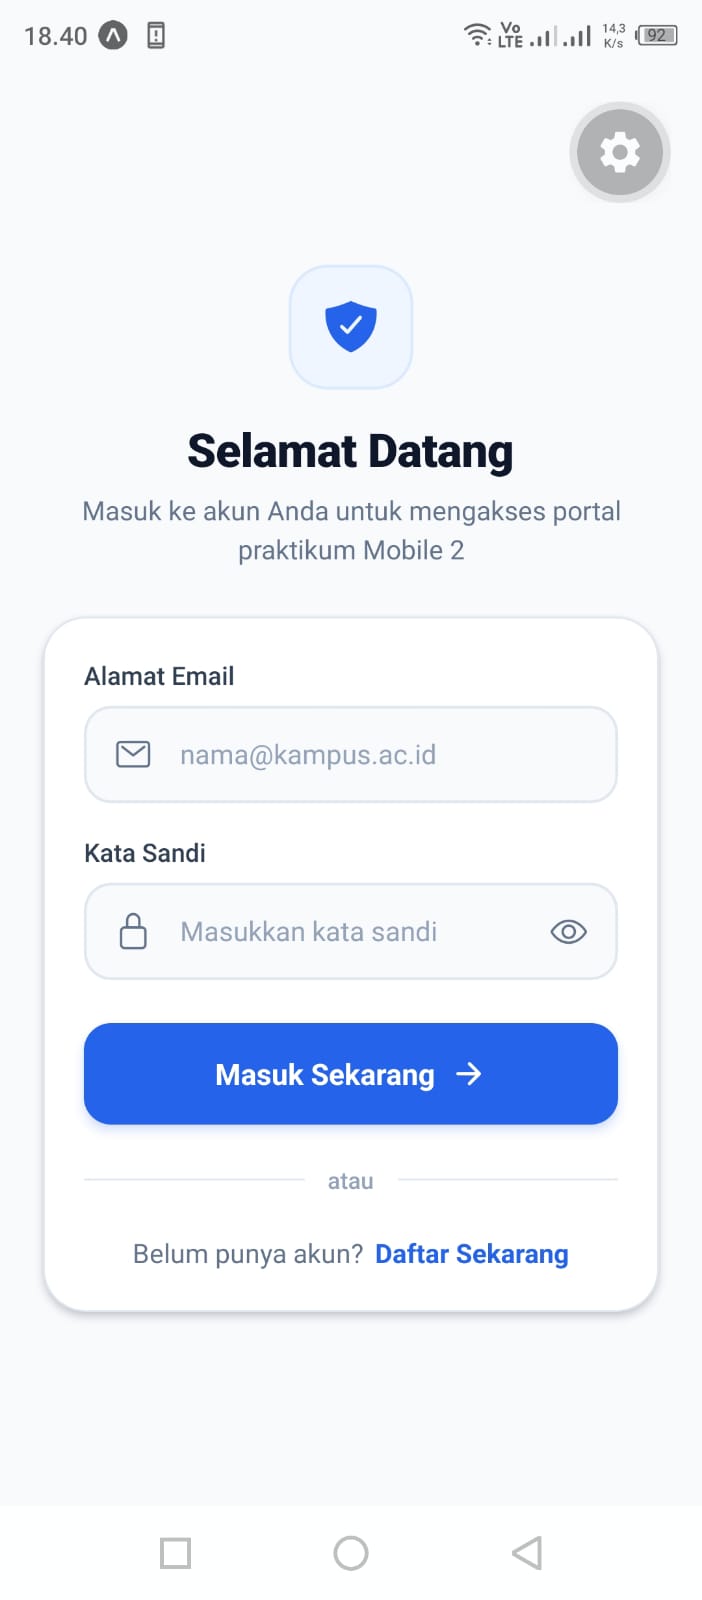 18.40
Vo LTE
14,3 K/s
92
Selamat Datang
Masuk ke akun Anda untuk mengakses portal
praktikum Mobile 2
Alamat Email
nama@kampus.ac.id
Kata Sandi
Masukkan kata sandi
Masuk Sekarang →
atau
Belum punya akun? Daftar Sekarang